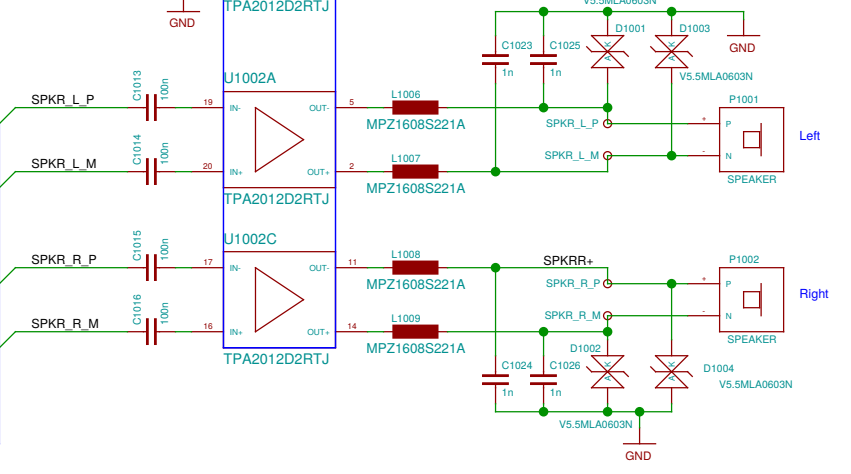 TPA2012D2RTJ
V5.5MLA0603N
GND
D1001
D1003
C1023
C1025
GND
A K
A K
U1002A
C1013
100n
1n
1n
V5.5MLA0603N
L1006
P1001
SPKR_L_P
19
IN-
OUT-
5
MPZ1608S221A
SPKR_L_P
+
P
Left
C1014
100n
L1007
SPKR_L_M
20
IN+
OUT+
2
SPKR_L_M
-
N
MPZ1608S221A
SPEAKER
TPA2012D2RTJ
U1002C
C1015
100n
L1008
SPKRR+
P1002
SPKR_R_P
17
IN-
OUT-
11
MPZ1608S221A
SPKR_R_P
+
P
Right
C1016
100n
L1009
SPKR_R_M
-
N
SPKR_R_M
16
IN+
OUT+
14
MPZ1608S221A
SPEAKER
TPA2012D2RTJ
D1002
C1024
C1026
A K
A K
D1004
1n
1n
V5.5MLA0603N
V5.5MLA0603N
GND